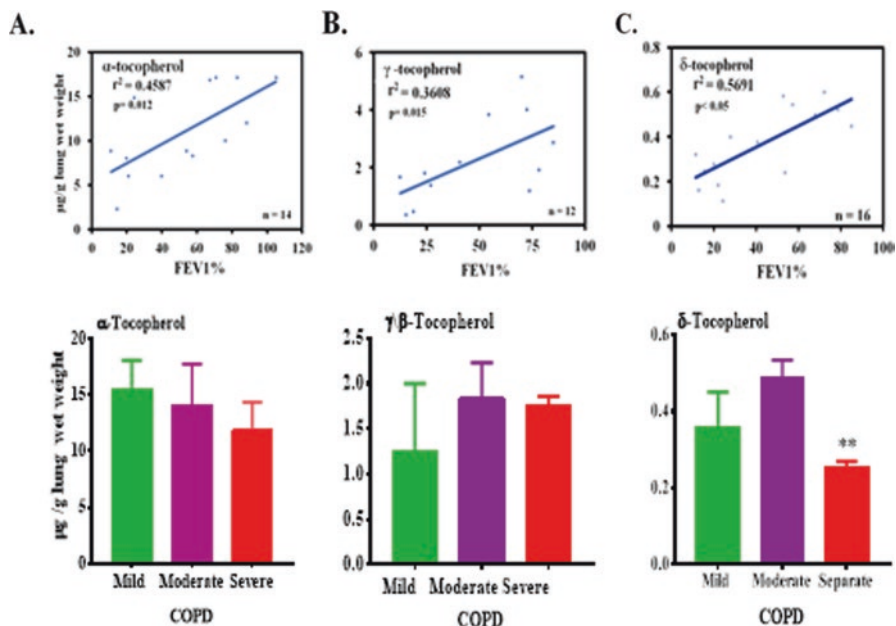 A.
B.
C.
α-tocopherol
r² = 0.4587
p= 0.012
n = 14
20
15
10
5
0
0 20 40 60 80 100 120
FEV1%
µg/g lung wet weight
γ -tocopherol
r² = 0.3608
p= 0.015
n = 12
6
4
2
0
0 25 50 75 100
FEV1%
δ-tocopherol
r² = 0.5691
p< 0.05
n = 16
0.6
0.4
0.2
0
0 20 40 60 80 100
FEV1%
α-Tocopherol
20
15
10
5
0
µg /g lung wet weight
Mild Moderate Severe
COPD
γ\β-Tocopherol
2.5
2.0
1.5
1.0
0.5
0.0
Mild Moderate Severe
COPD
δ-Tocopherol
0.6
0.4
0.2
0.0
**
Mild Moderate Separate
COPD